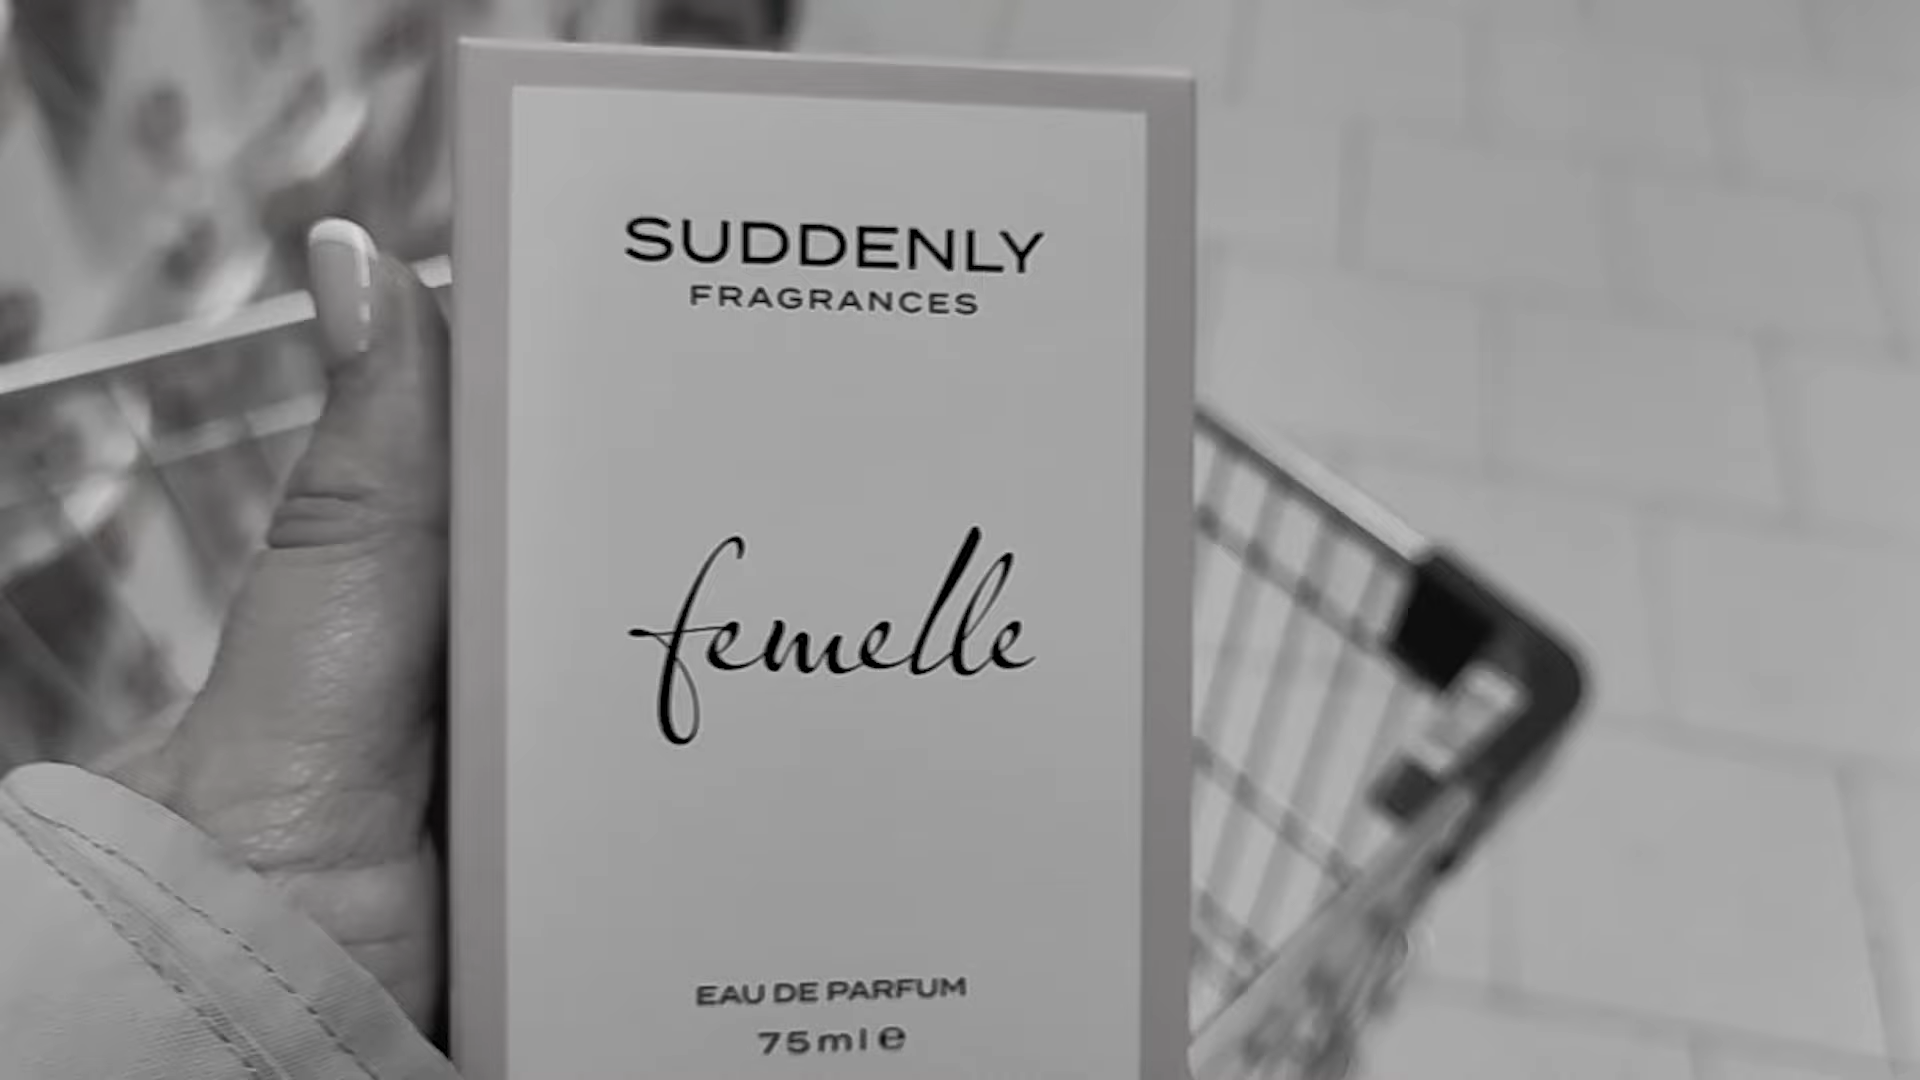 SUDDENLY
FRAGRANCES
femelle
EAU DE PARFUM
75ml e